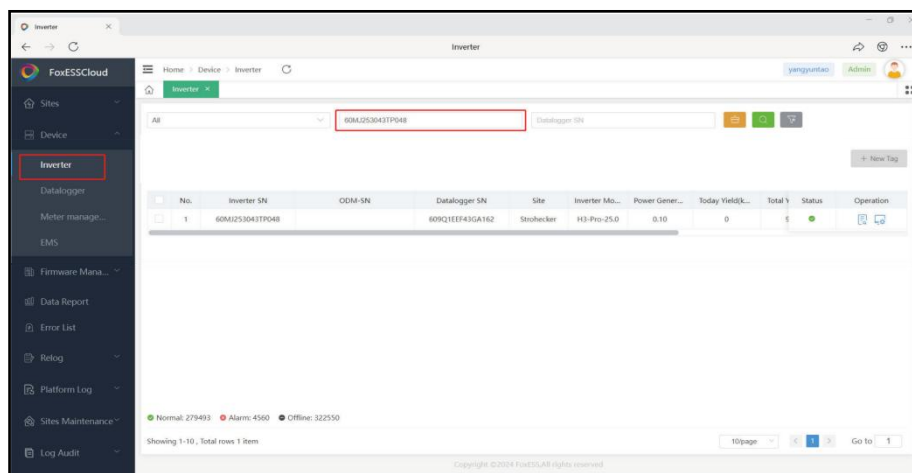 Inverter
Inverter
FoxESSCloud
Home > Device > Inverter
yangyuntao Admin
Inverter ×
Sites
All 60MJ253043TP048 Datalogger SN
Device
Inverter
+ New Tag
Datalogger
No. Inverter SN ODM-SN Datalogger SN Site Inverter Mo... Power Gener... Today Yield(k... Total Status Operation
Meter manage...
1 60MJ253043TP048 609Q1EEF43GA162 Strohecker H3-Pro-25.0 0.10 0
EMS
Firmware Mana...
Data Report
Error List
Relog
Platform Log
Sites Maintenance
Normal: 279493 Alarm: 4560 Offline: 322550
Showing 1-10 , Total rows 1 item 10/page < 1 > Go to 1
Log Audit
Copyright ©2024 FoxESS,All rights reserved